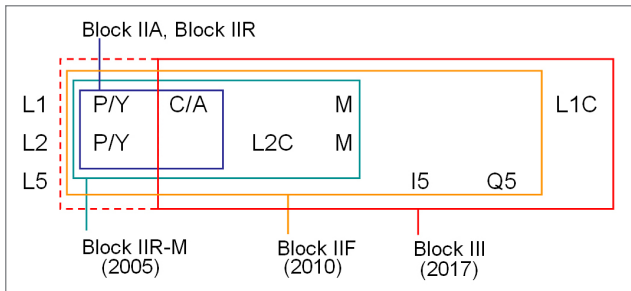 Block IIA, Block IIR
L1 P/Y C/A M L1C
L2 P/Y L2C M
L5 I5 Q5
Block IIR-M Block IIF Block III
(2005) (2010) (2017)